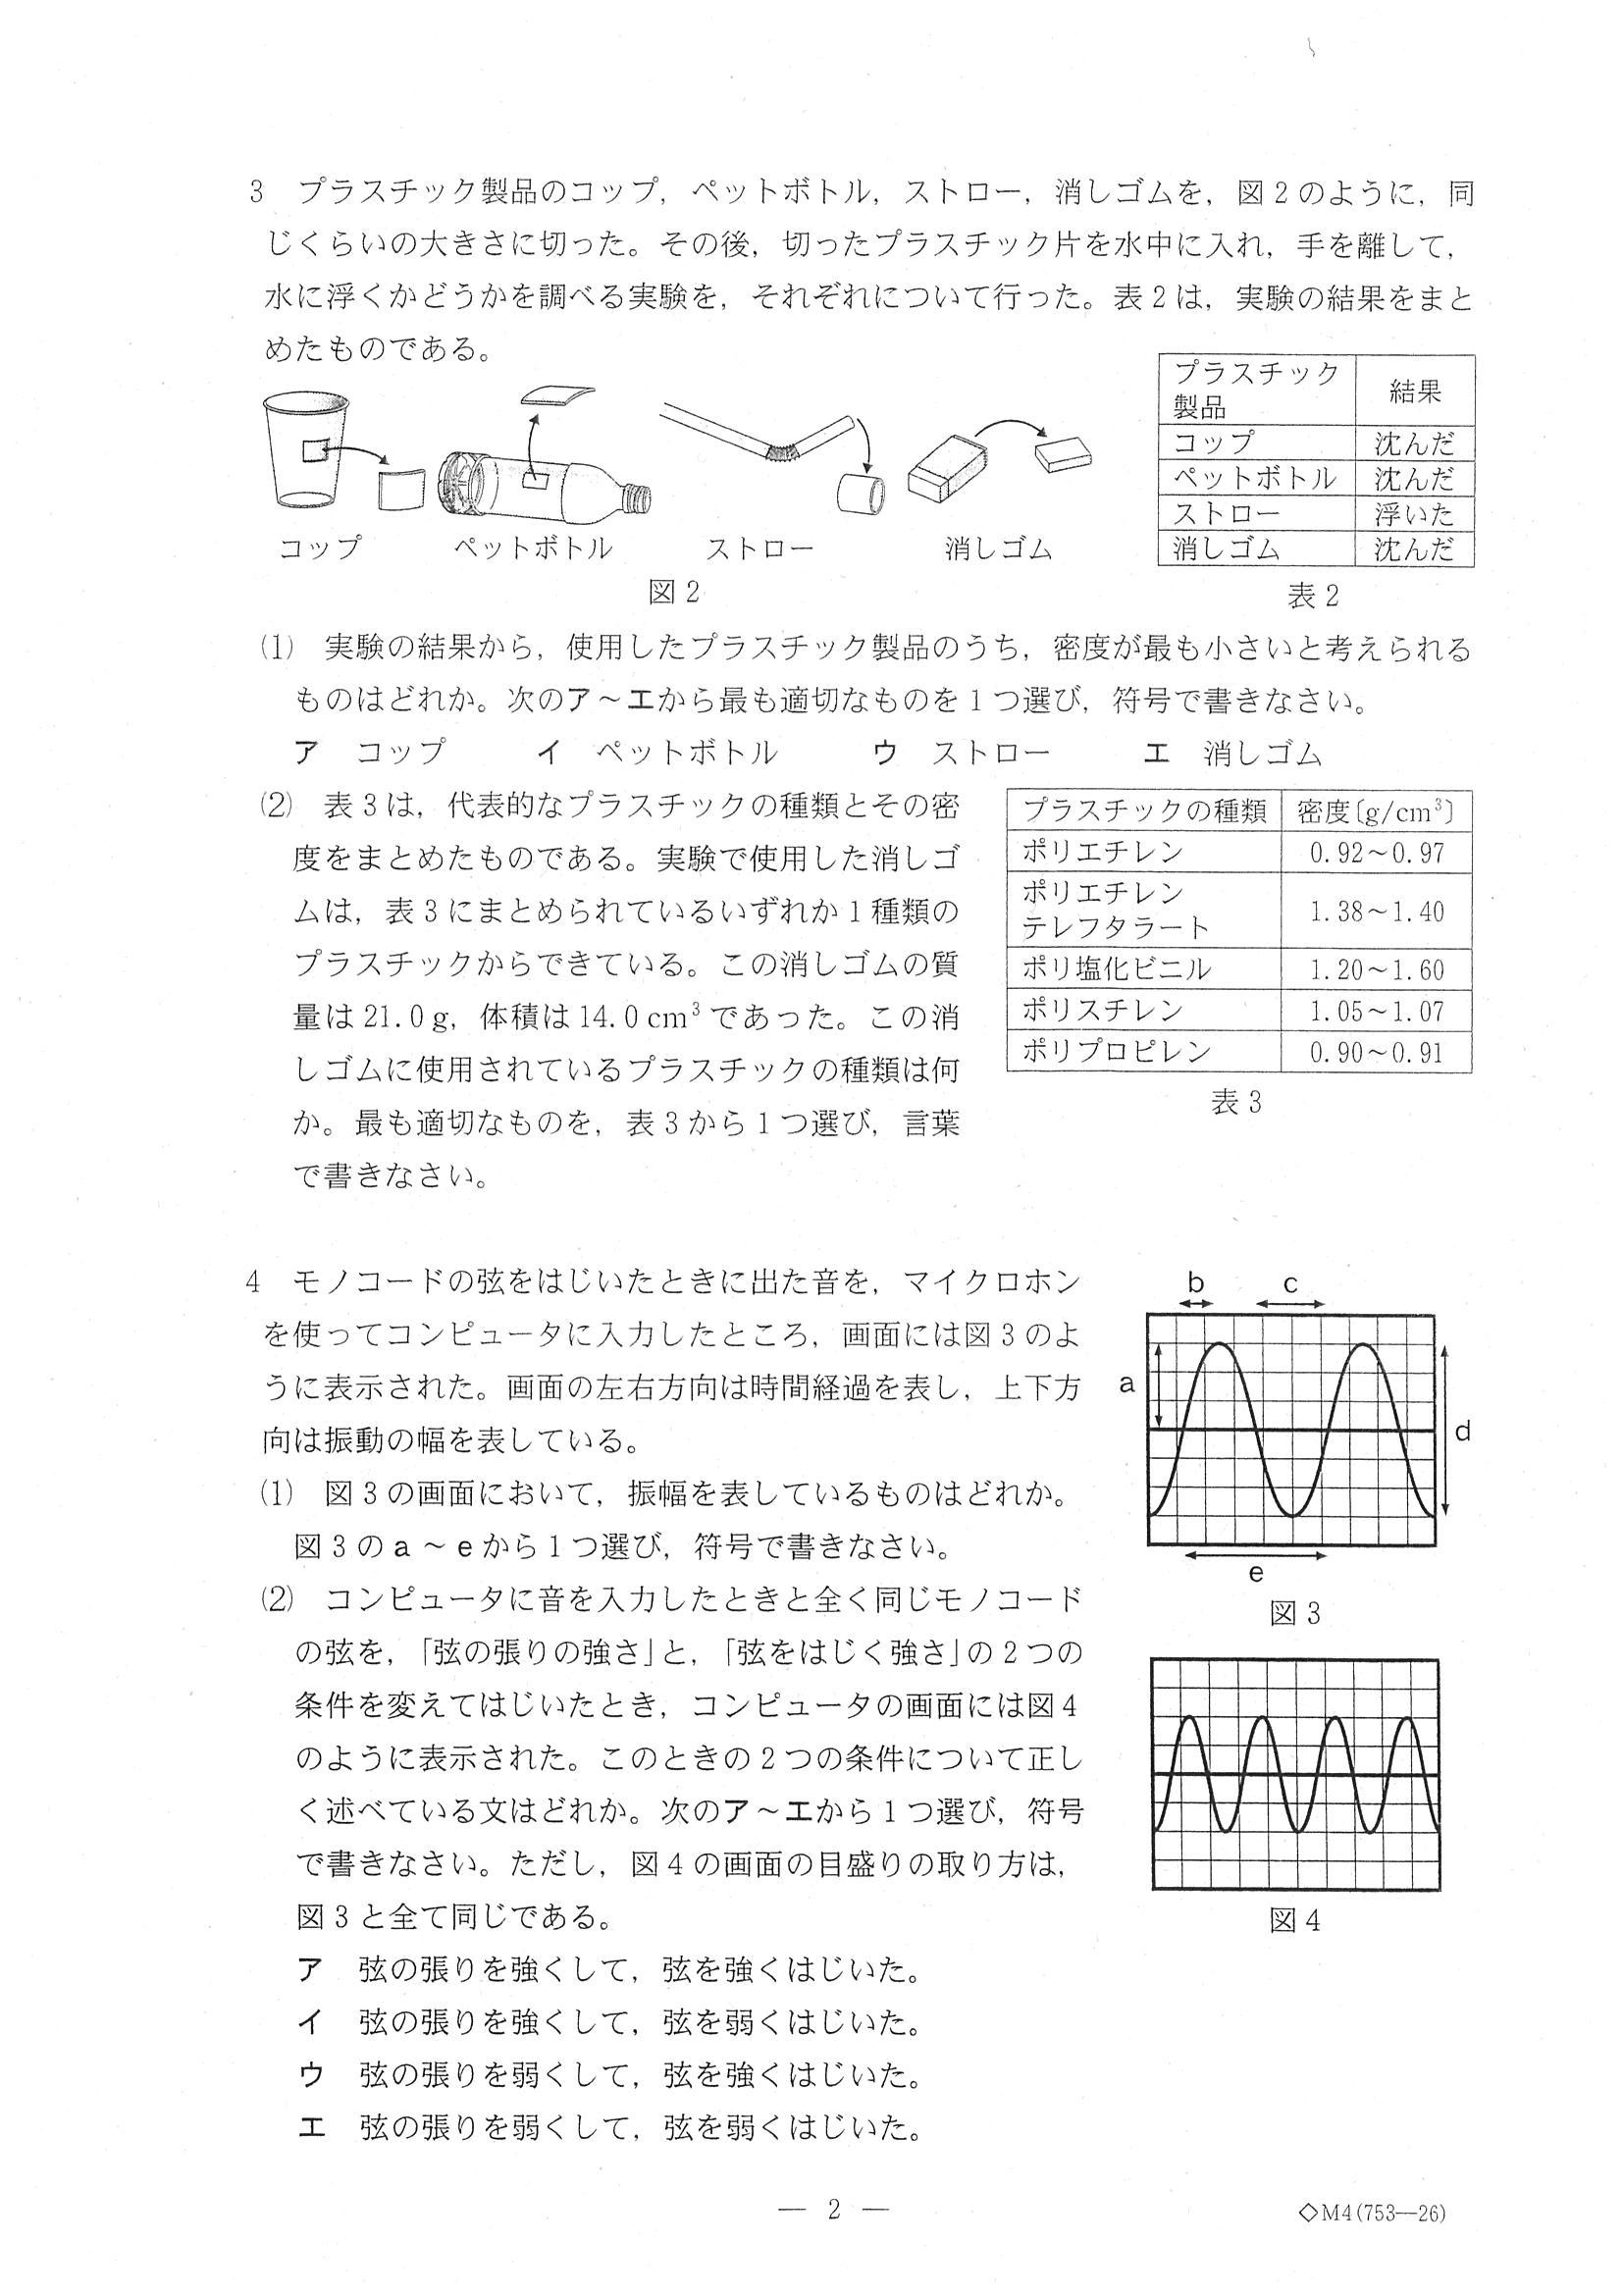 3 プラスチック製品のコップ，ペットボトル，ストロー，消しゴムを，図2のように，同
じくらいの大きさに切った。その後，切ったプラスチック片を水中に入れ，手を離して，
水に浮くかどうかを調べる実験を，それぞれについて行った。表2は，実験の結果をまと
めたものである。
コップ ペットボトル ストロー 消しゴム
図2
プラスチック製品 結果
コップ 沈んだ
ペットボトル 沈んだ
ストロー 浮いた
消しゴム 沈んだ
表2
(1) 実験の結果から，使用したプラスチック製品のうち，密度が最も小さいと考えられる
ものはどれか。次のア～エから最も適切なものを1つ選び，符号で書きなさい。
ア コップ イ ペットボトル ウ ストロー エ 消しゴム
(2) 表3は，代表的なプラスチックの種類とその密
度をまとめたものである。実験で使用した消しゴ
ムは，表3にまとめられているいずれか1種類の
プラスチックからできている。この消しゴムの質
量は21.0g，体積は14.0cm³であった。この消
しゴムに使用されているプラスチックの種類は何
か。最も適切なものを，表3から1つ選び，言葉
で書きなさい。
プラスチックの種類 密度〔g/cm³〕
ポリエチレン 0.92～0.97
ポリエチレンテレフタラート 1.38～1.40
ポリ塩化ビニル 1.20～1.60
ポリスチレン 1.05～1.07
ポリプロピレン 0.90～0.91
表3
4 モノコードの弦をはじいたときに出た音を，マイクロホン
を使ってコンピュータに入力したところ，画面には図3のよ
うに表示された。画面の左右方向は時間経過を表し，上下方
向は振動の幅を表している。
(1) 図3の画面において，振幅を表しているものはどれか。
図3のa～eから1つ選び，符号で書きなさい。
(2) コンピュータに音を入力したときと全く同じモノコード
の弦を，「弦の張りの強さ」と，「弦をはじく強さ」の2つの
条件を変えてはじいたとき，コンピュータの画面には図4
のように表示された。このときの2つの条件について正し
く述べている文はどれか。次のア～エから1つ選び，符号
で書きなさい。ただし，図4の画面の目盛りの取り方は，
図3と全て同じである。
ア 弦の張りを強くして，弦を強くはじいた。
イ 弦の張りを強くして，弦を弱くはじいた。
ウ 弦の張りを弱くして，弦を強くはじいた。
エ 弦の張りを弱くして，弦を弱くはじいた。
b c
a
d
e
図3
図4
― 2 ―
◇M4(753―26)